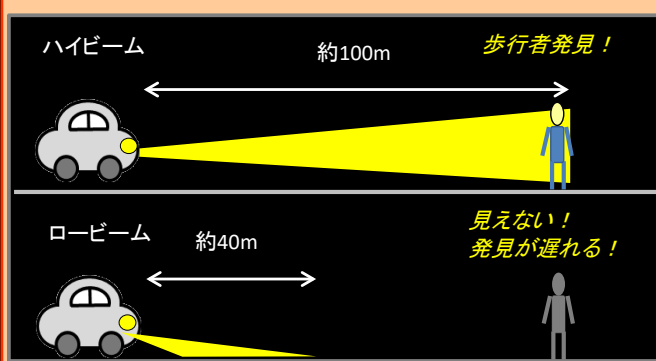 ハイビーム
約100m
歩行者発見!
ロービーム
約40m
見えない!
発見が遅れる!